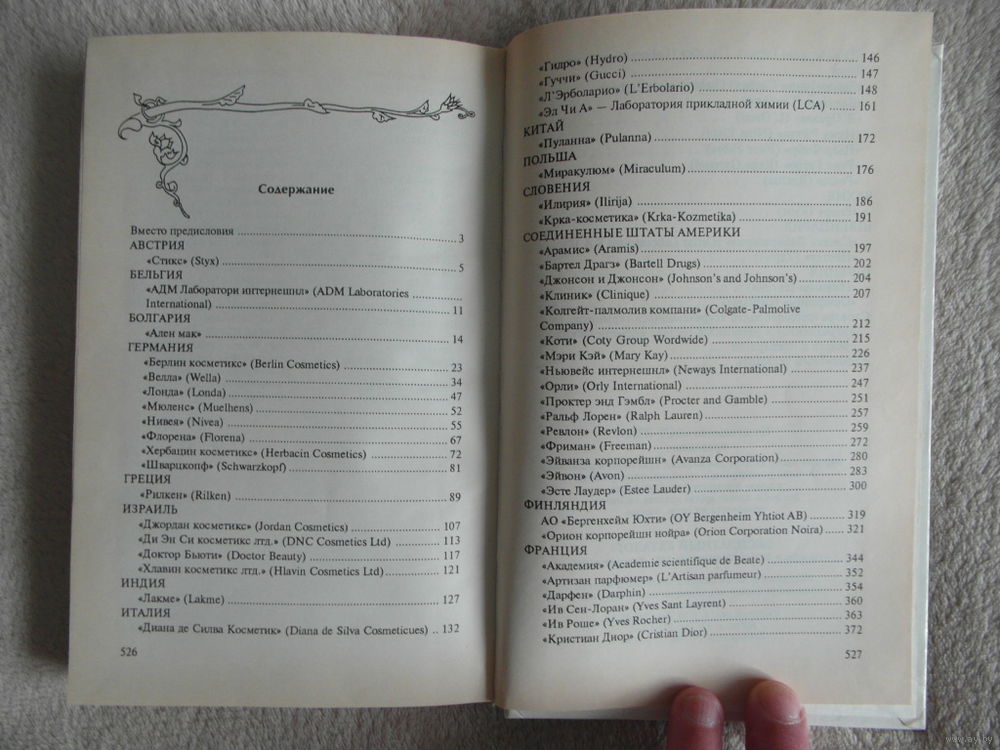 Содержание
Вместо предисловия 3
АВСТРИЯ
«Стикс» (Styx) 5
БЕЛЬГИЯ
«АДМ Лаборатори интернешнл» (ADM Laboratories
International) 11
БОЛГАРИЯ
«Ален мак» 14
ГЕРМАНИЯ
«Берлин косметикс» (Berlin Cosmetics) 23
«Велла» (Wella) 34
«Лонда» (Londa) 47
«Мюленс» (Muelhens) 52
«Нивея» (Nivea) 55
«Флорена» (Florena) 67
«Хербацин косметикс» (Herbacin Cosmetics) 72
«Шварцкопф» (Schwarzkopf) 81
ГРЕЦИЯ
«Рилкен» (Rilken) 89
ИЗРАИЛЬ
«Джордан косметикс» (Jordan Cosmetics) 107
«Ди Эн Си косметикс лтд.» (DNC Cosmetics Ltd) 113
«Доктор Бьюти» (Doctor Beauty) 117
«Хлавин косметикс лтд.» (Hlavin Cosmetics Ltd) 121
ИНДИЯ
«Лакме» (Lakme) 127
ИТАЛИЯ
«Диана де Силва Косметик» (Diana de Silva Cosmeticues) 132
526
«Гидро» (Hydro) 146
«Гуччи» (Gucci) 147
«Л'Эрболарио» (L'Erbolario) 148
«Эл Чи А» — Лаборатория прикладной химии (LCA) 161
КИТАЙ
«Пуланна» (Pulanna) 172
ПОЛЬША
«Миракулюм» (Miraculum) 176
СЛОВЕНИЯ
«Илирия» (Ilirija) 186
«Крка-косметика» (Krka-Kozmetika) 191
СОЕДИНЕННЫЕ ШТАТЫ АМЕРИКИ
«Арамис» (Aramis) 197
«Бартел Драгз» (Bartell Drugs) 202
«Джонсон и Джонсон» (Johnson's and Johnson's) 204
«Клиник» (Clinique) 207
«Колгейт-палмолив компани» (Colgate-Palmolive
Company) 212
«Коти» (Coty Group Wordwide) 215
«Мэри Кэй» (Mary Kay) 226
«Ньювейс интернешнл» (Neways International) 237
«Орли» (Orly International) 247
«Проктер энд Гэмбл» (Procter and Gamble) 251
«Ральф Лорен» (Ralph Lauren) 257
«Ревлон» (Revlon) 259
«Фриман» (Freeman) 272
«Эйванза корпорейшн» (Avanza Corporation) 280
«Эйвон» (Avon) 283
«Эсте Лаудер» (Estee Lauder) 300
ФИНЛЯНДИЯ
АО «Бергенхейм Юхти» (OY Bergenheim Yhtiot AB) 319
«Орион корпорейшн нойра» (Orion Corporation Noira) 321
ФРАНЦИЯ
«Академия» (Academie scientifique de Beate) 344
«Артизан парфюмер» (L'Artisan parfumeur) 352
«Дарфен» (Darphin) 354
«Ив Сен-Лоран» (Yves Sant Layrent) 360
«Ив Роше» (Yves Rocher) 363
«Кристиан Диор» (Cristian Dior) 372
527
www.ay.by